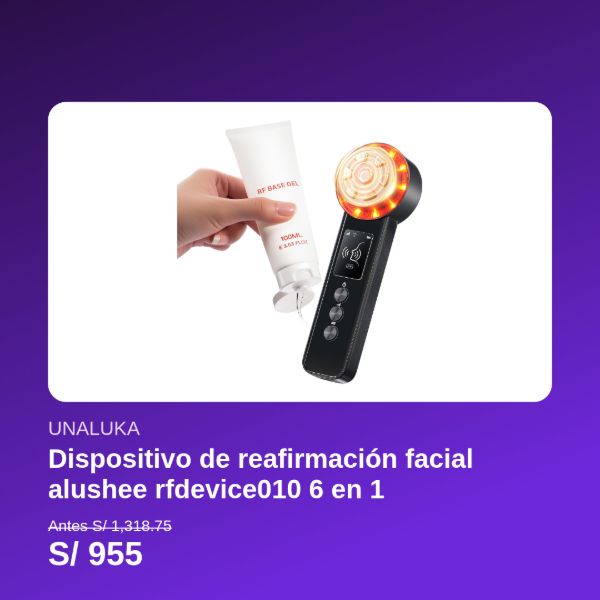 RF BASE GEL
100ML
UNALUKA
Dispositivo de reafirmación facial
alushee rfdevice010 6 en 1
Antes S/ 1,318.75
S/ 955